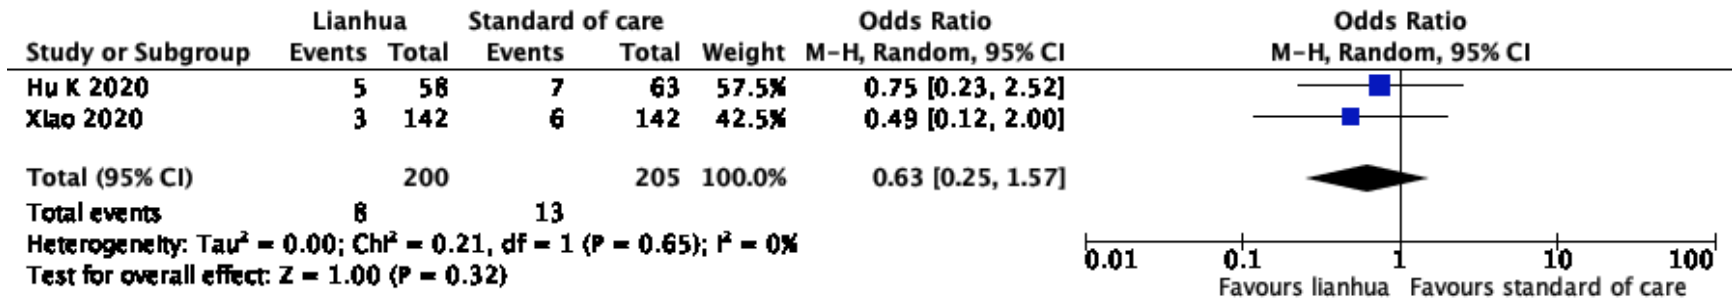 Lianhua Standard of care Odds Ratio Odds Ratio
Study or Subgroup Events Total Events Total Weight M-H, Random, 95% CI M-H, Random, 95% CI
Hu K 2020 5 58 7 63 57.5% 0.75 [0.23, 2.52]
Xiao 2020 3 142 6 142 42.5% 0.49 [0.12, 2.00]
Total (95% CI) 200 205 100.0% 0.63 [0.25, 1.57]
Total events 8 13
Heterogeneity: Tau² = 0.00; Chi² = 0.21, df = 1 (P = 0.65); I² = 0%
Test for overall effect: Z = 1.00 (P = 0.32)
0.01 0.1 1 10 100
Favours lianhua Favours standard of care